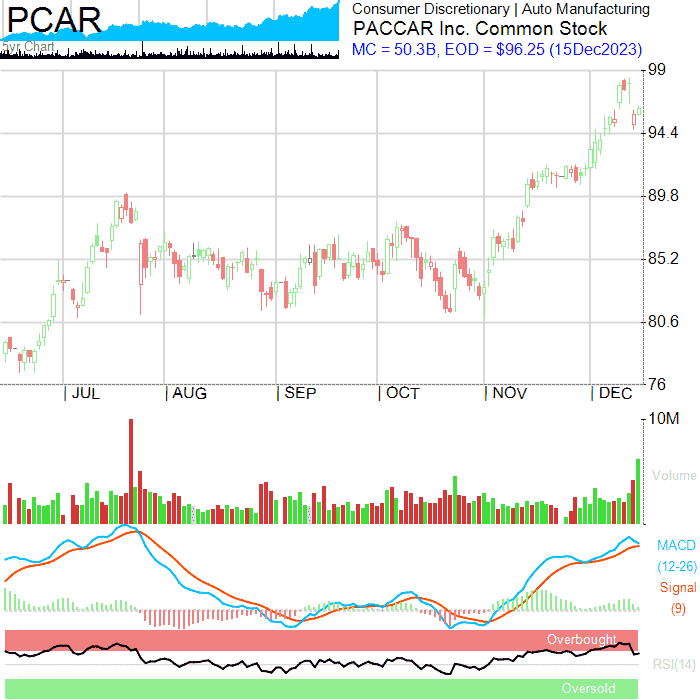 PCAR
5yr Chart
Consumer Discretionary | Auto Manufacturing
PACCAR Inc. Common Stock
MC = 50.3B, EOD = $96.25 (15Dec2023)
99
94.4
89.8
85.2
80.6
76
| JUL | AUG | SEP | OCT | NOV | DEC
10M
Volume
MACD
(12-26)
Signal
(9)
Overbought
RSI(14)
Oversold